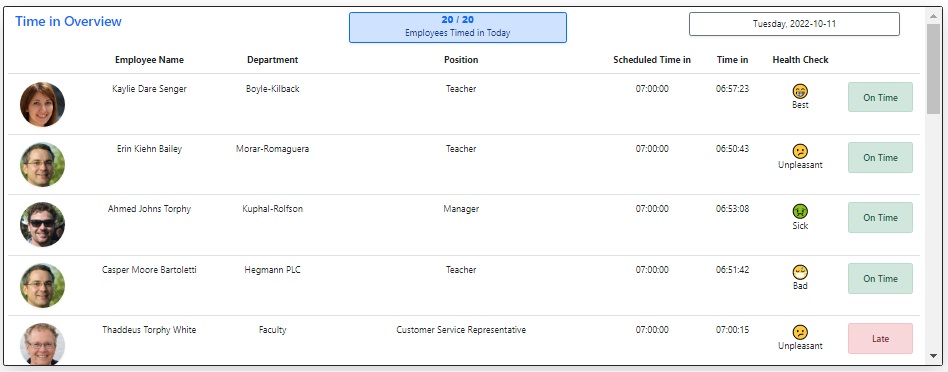 Time in Overview
20 / 20
Employees Timed in Today
Tuesday, 2022-10-11
Employee Name Department Position Scheduled Time in Time in Health Check
Kaylie Dare Senger Boyle-Kilback Teacher 07:00:00 06:57:23 Best On Time
Erin Kiehn Bailey Morar-Romaguera Teacher 07:00:00 06:50:43 Unpleasant On Time
Ahmed Johns Torphy Kuphal-Rolfson Manager 07:00:00 06:53:08 Sick On Time
Casper Moore Bartoletti Hegmann PLC Teacher 07:00:00 06:51:42 Bad On Time
Thaddeus Torphy White Faculty Customer Service Representative 07:00:00 07:00:15 Unpleasant Late